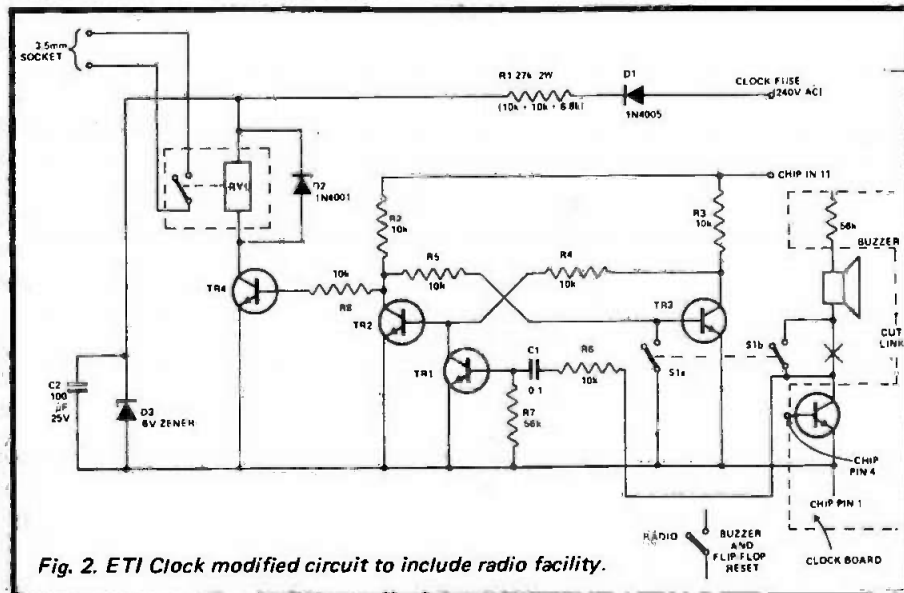 3.5mm
SOCKET
R1 27k 2W
(10k + 10k + 6.8k)
D1
1N4005
CLOCK FUSE
(240V AC)
CHIP IN 11
RY1
D2
1N4001
R2
10k
R3
10k
56k
BUZZER
R5
10k
R4
10k
TR4
10k
R8
TR2
TR3
CUT
LINK
S1a
S1b
C1
0.1
R6
10k
TR1
R7
56k
C2
100
µF
25V
D3
6V ZENER
CHIP
PIN 4
CHIP PIN 1
RADIO
BUZZER
AND
FLIP-FLOP
RESET
CLOCK BOARD
Fig. 2. ETI Clock modified circuit to include radio facility.